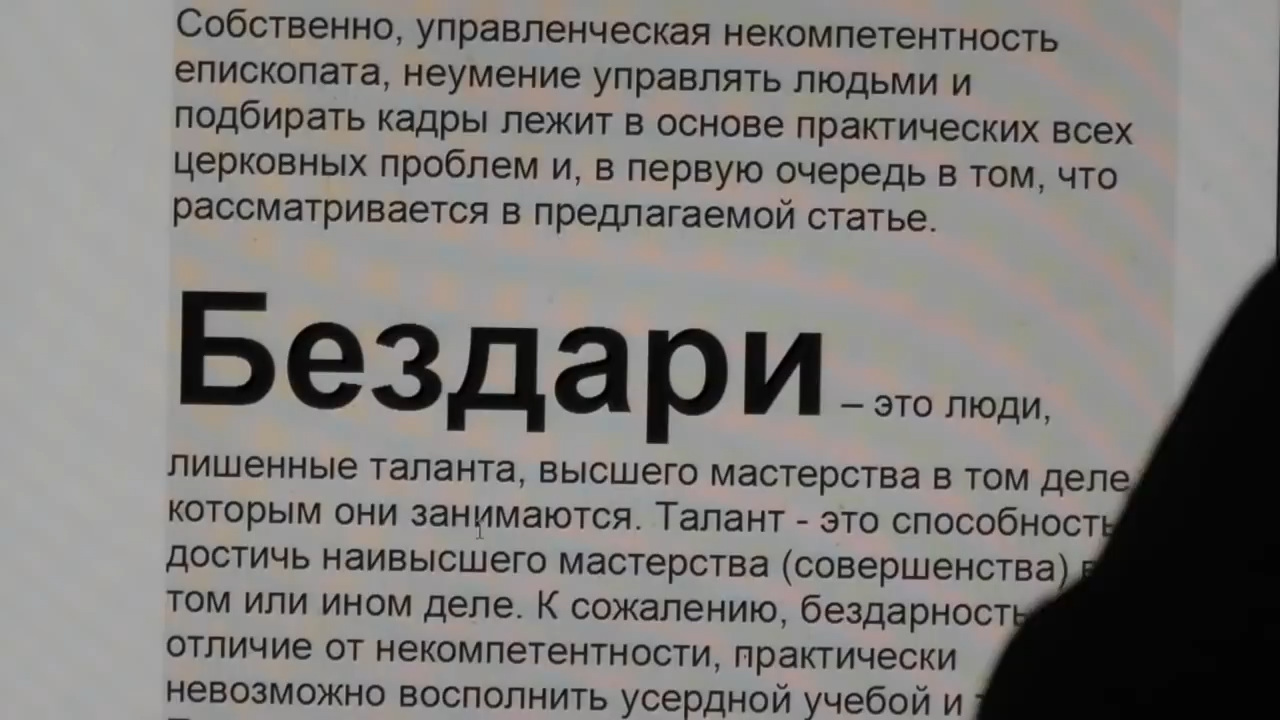 Собственно, управленческая некомпетентность
епископата, неумение управлять людьми и
подбирать кадры лежит в основе практических всех
церковных проблем и, в первую очередь в том, что
рассматривается в предлагаемой статье.
Бездари – это люди,
лишенные таланта, высшего мастерства в том деле
которым они занимаются. Талант - это способность
достичь наивысшего мастерства (совершенства)
том или ином деле. К сожалению, бездарность
отличие от некомпетентности, практически
невозможно восполнить усердной учебой и